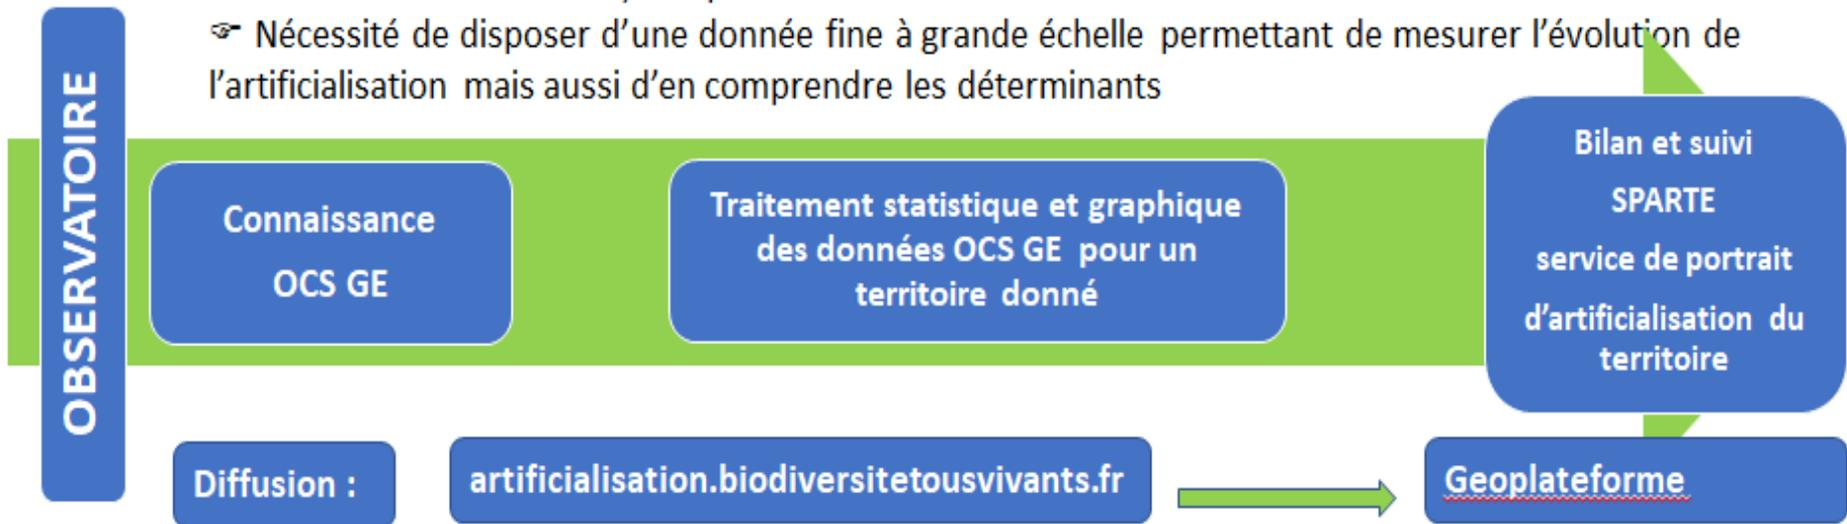 ☞ Nécessité de disposer d’une donnée fine à grande échelle permettant de mesurer l’évolution de
l’artificialisation mais aussi d’en comprendre les déterminants
OBSERVATOIRE
Connaissance
OCS GE
Traitement statistique et graphique
des données OCS GE pour un
territoire donné
Bilan et suivi
SPARTE
service de portrait
d’artificialisation du
territoire
Diffusion :
artificialisation.biodiversitetousvivants.fr
Geoplateforme